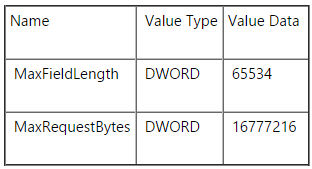 Name Value Type Value Data
MaxFieldLength DWORD 65534
MaxRequestBytes DWORD 16777216